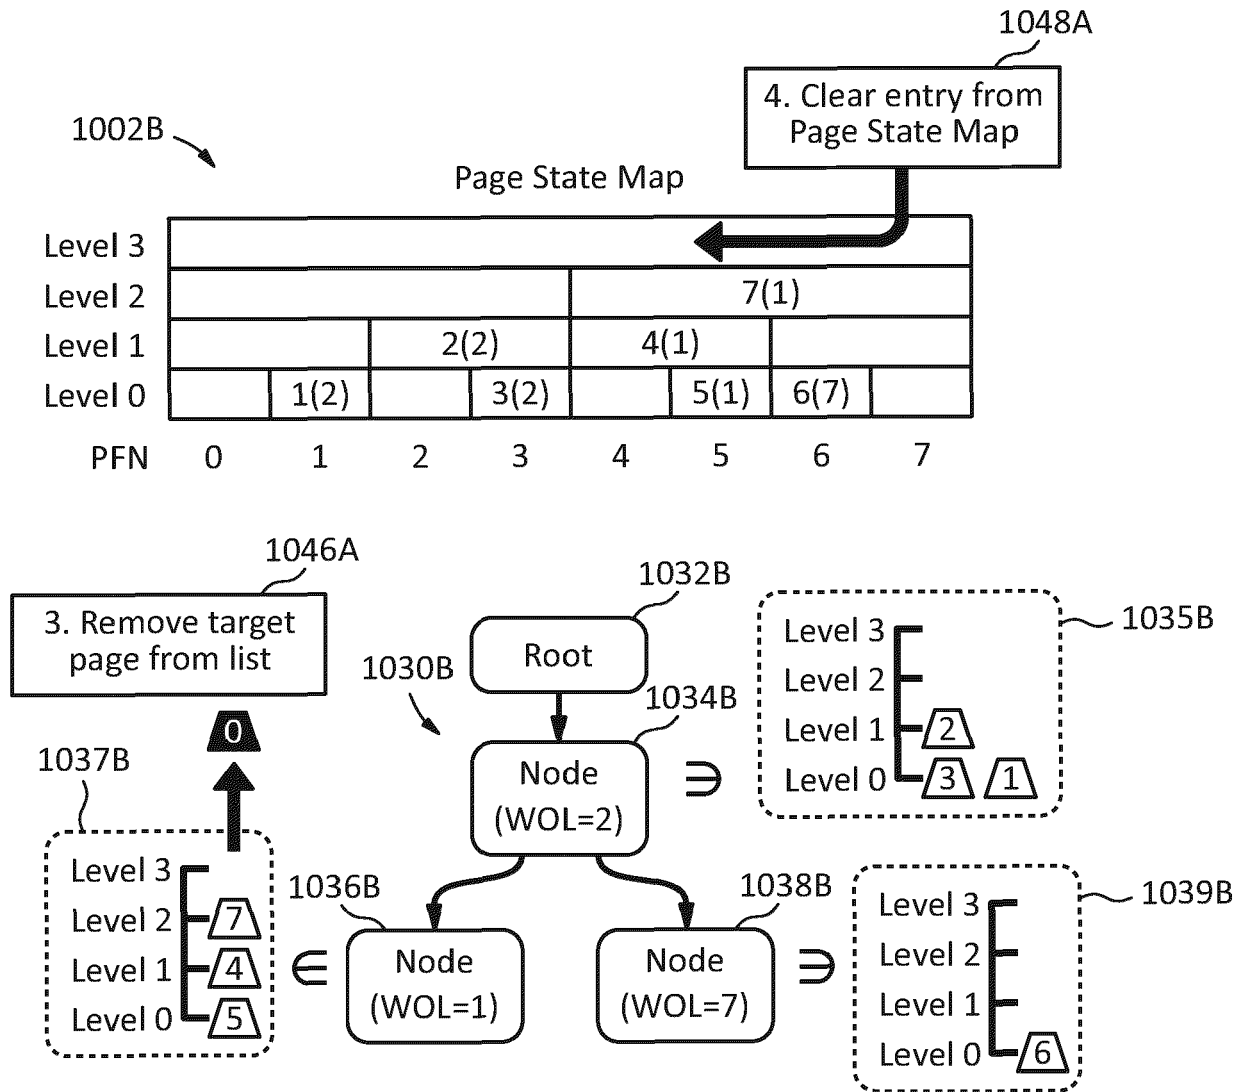 1048A
4. Clear entry from
Page State Map
1002B
Page State Map
Level 3
Level 2 7(1)
Level 1 2(2) 4(1)
Level 0 1(2) 3(2) 5(1) 6(7)
PFN 0 1 2 3 4 5 6 7
1046A
3. Remove target
page from list
0
1037B
Level 3
Level 2 7
Level 1 4
Level 0 5
1030B
1032B
Root
1034B
Node
(WOL=2)
∋
1035B
Level 3
Level 2
Level 1 2
Level 0 3 1
1036B
∈
Node
(WOL=1)
1038B
Node
(WOL=7)
∋
1039B
Level 3
Level 2
Level 1
Level 0 6